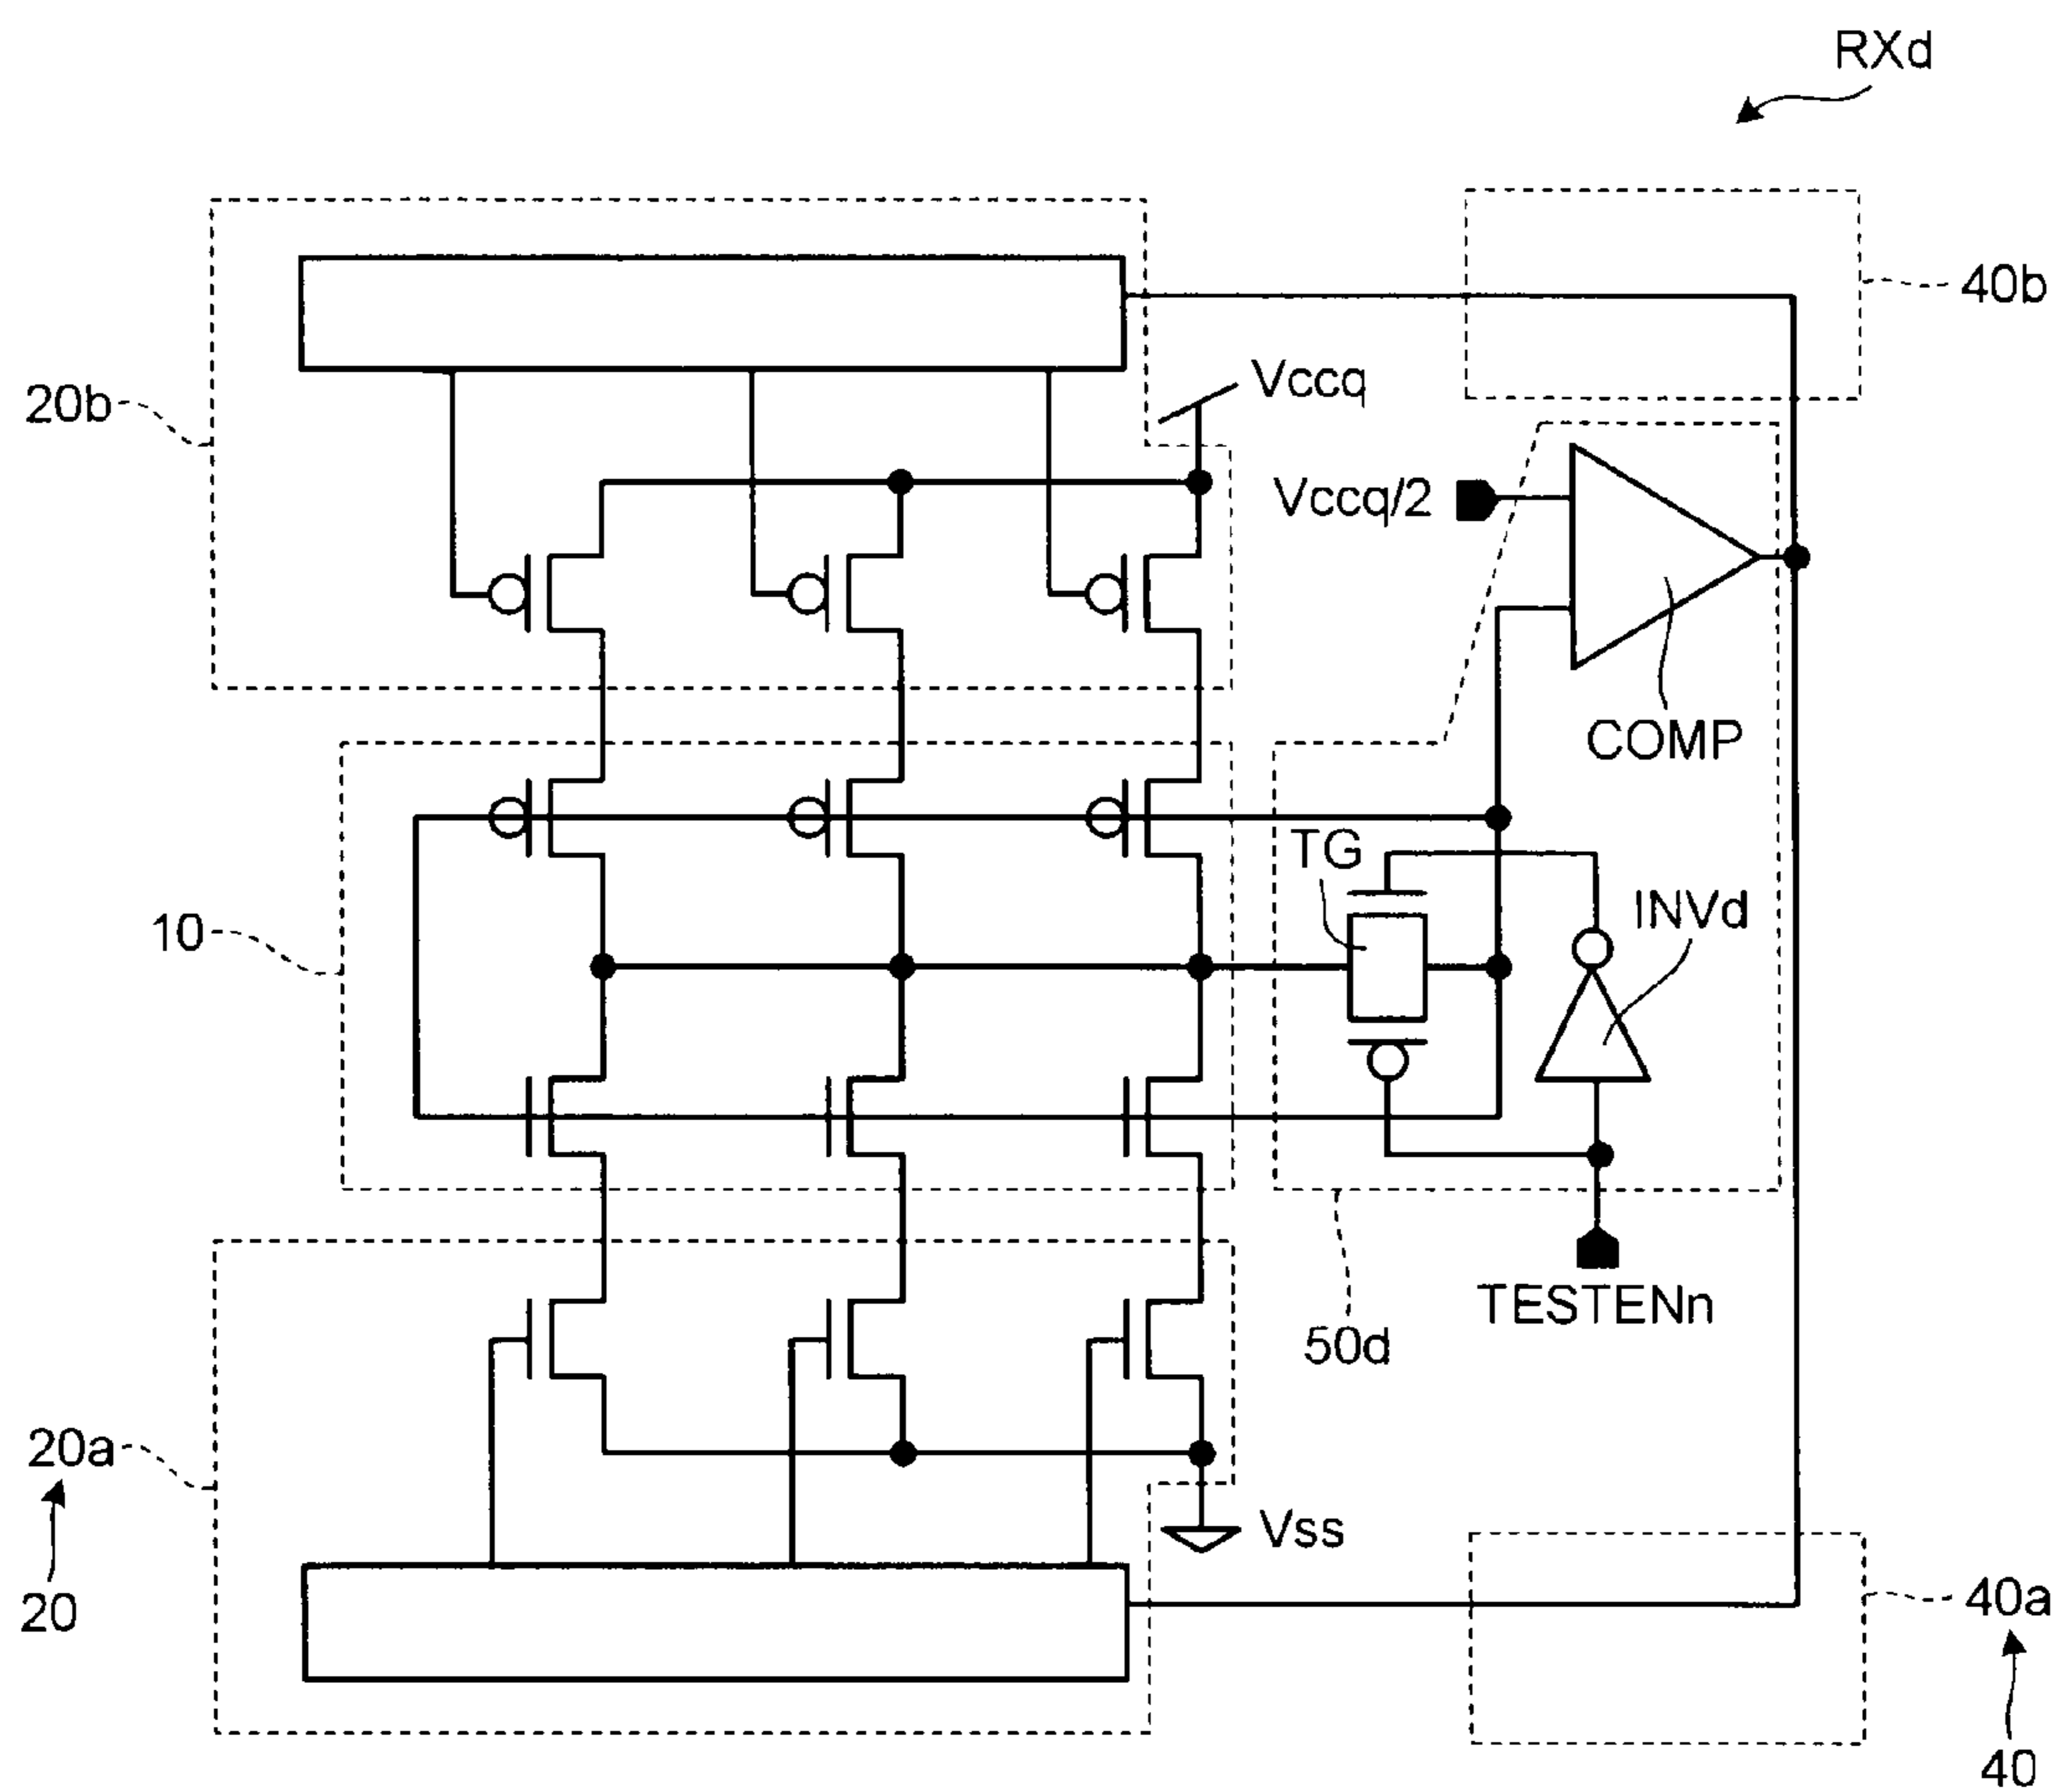 RXd
40b
Vccq
20b
Vccq/2
COMP
TG
INVd
10
TESTENn
50d
20a
Vss
20
40a
40